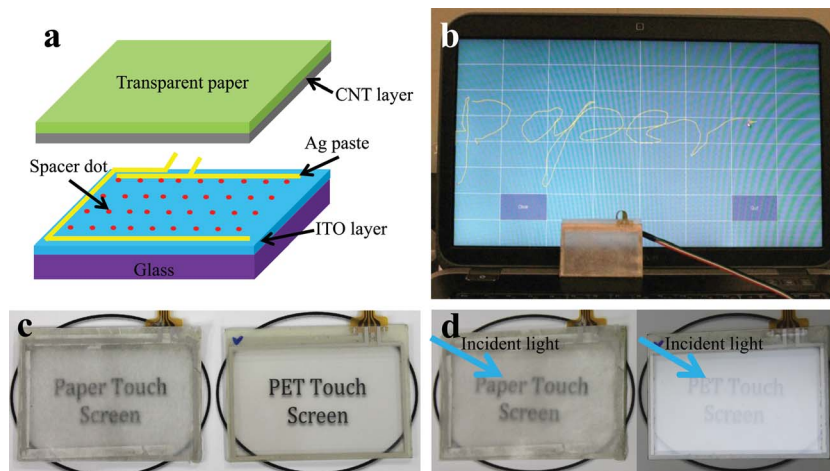 a
Transparent paper
CNT layer
Ag paste
Spacer dot
ITO layer
Glass
b
paper
c
Paper Touch
Screen
PET Touch
Screen
d
Incident light
Paper Touch
Screen
Incident light
PET Touch
Screen